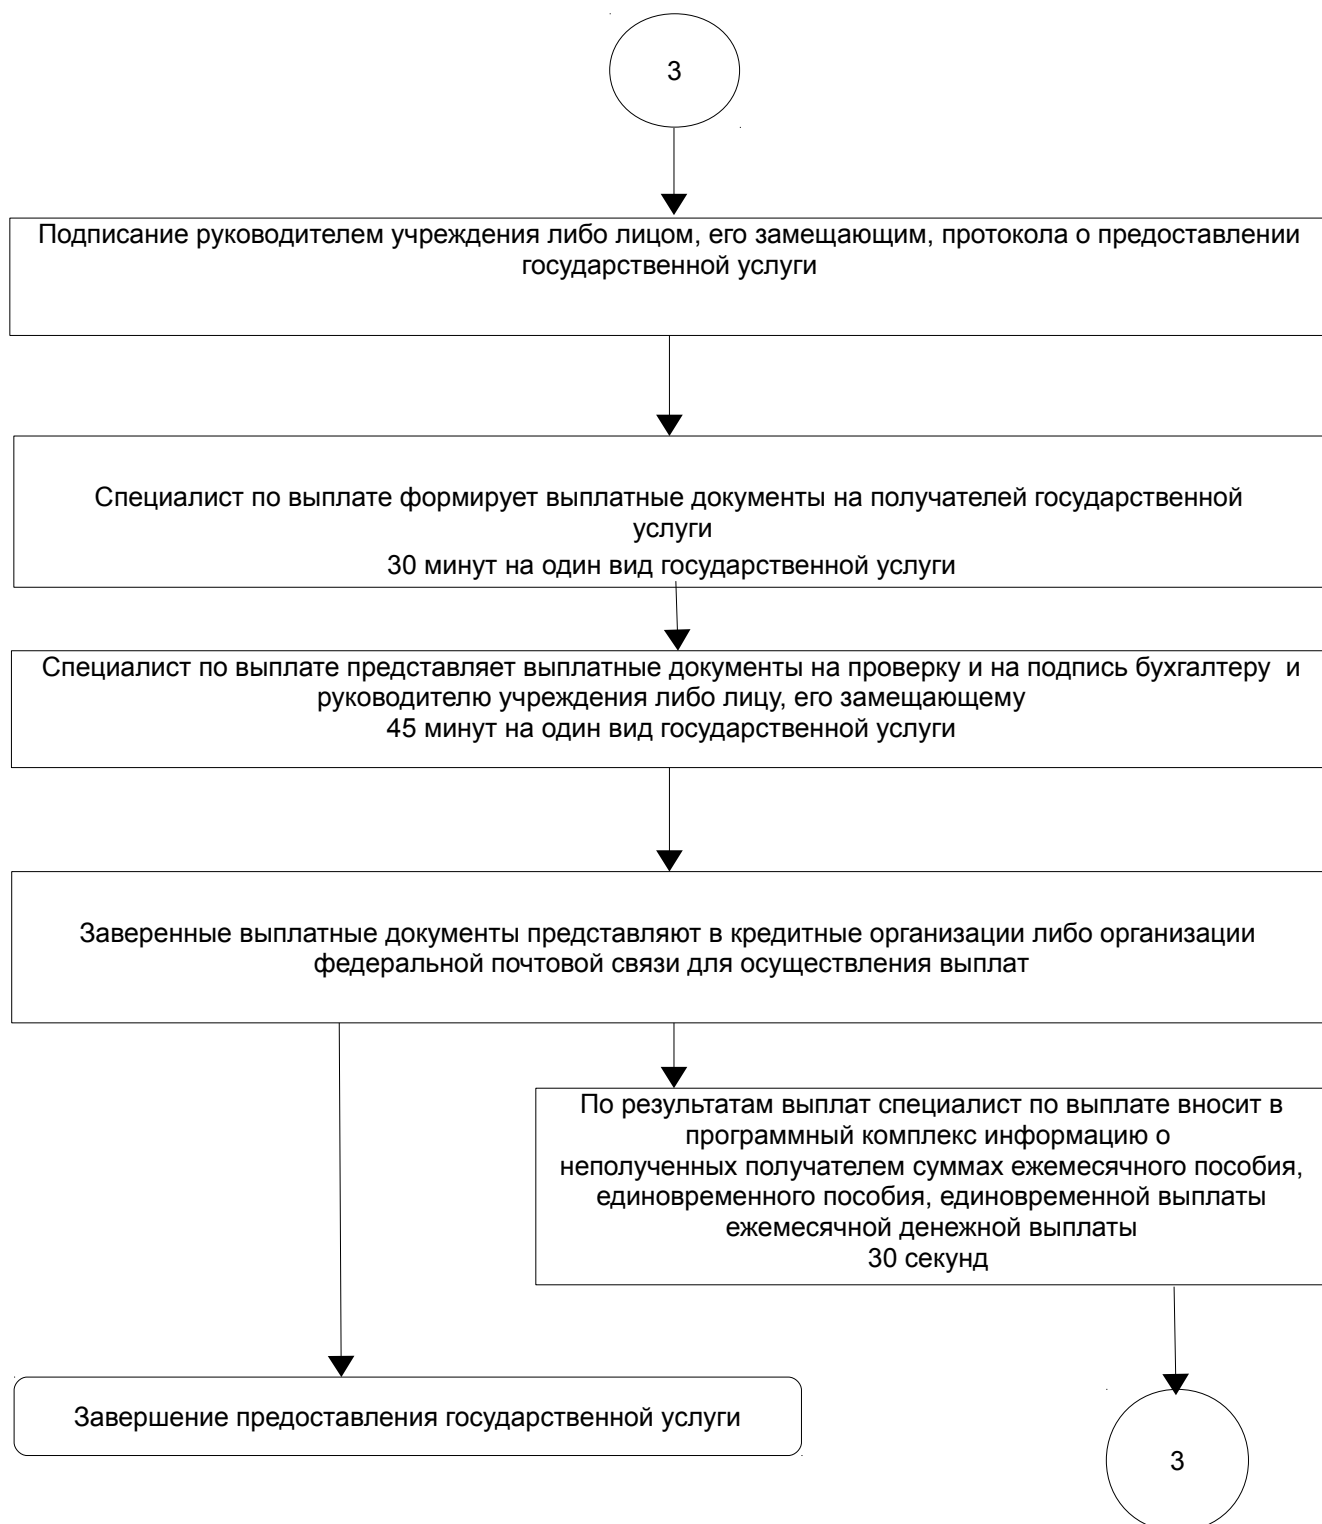 3
Подписание руководителем учреждения либо лицом, его замещающим, протокола о предоставлении
государственной услуги
Специалист по выплате формирует выплатные документы на получателей государственной
услуги
30 минут на один вид государственной услуги
Специалист по выплате представляет выплатные документы на проверку и на подпись бухгалтеру и
руководителю учреждения либо лицу, его замещающему
45 минут на один вид государственной услуги
Заверенные выплатные документы представляют в кредитные организации либо организации
федеральной почтовой связи для осуществления выплат
По результатам выплат специалист по выплате вносит в
программный комплекс информацию о
неполученных получателем суммах ежемесячного пособия,
единовременного пособия, единовременной выплаты
ежемесячной денежной выплаты
30 секунд
Завершение предоставления государственной услуги
3